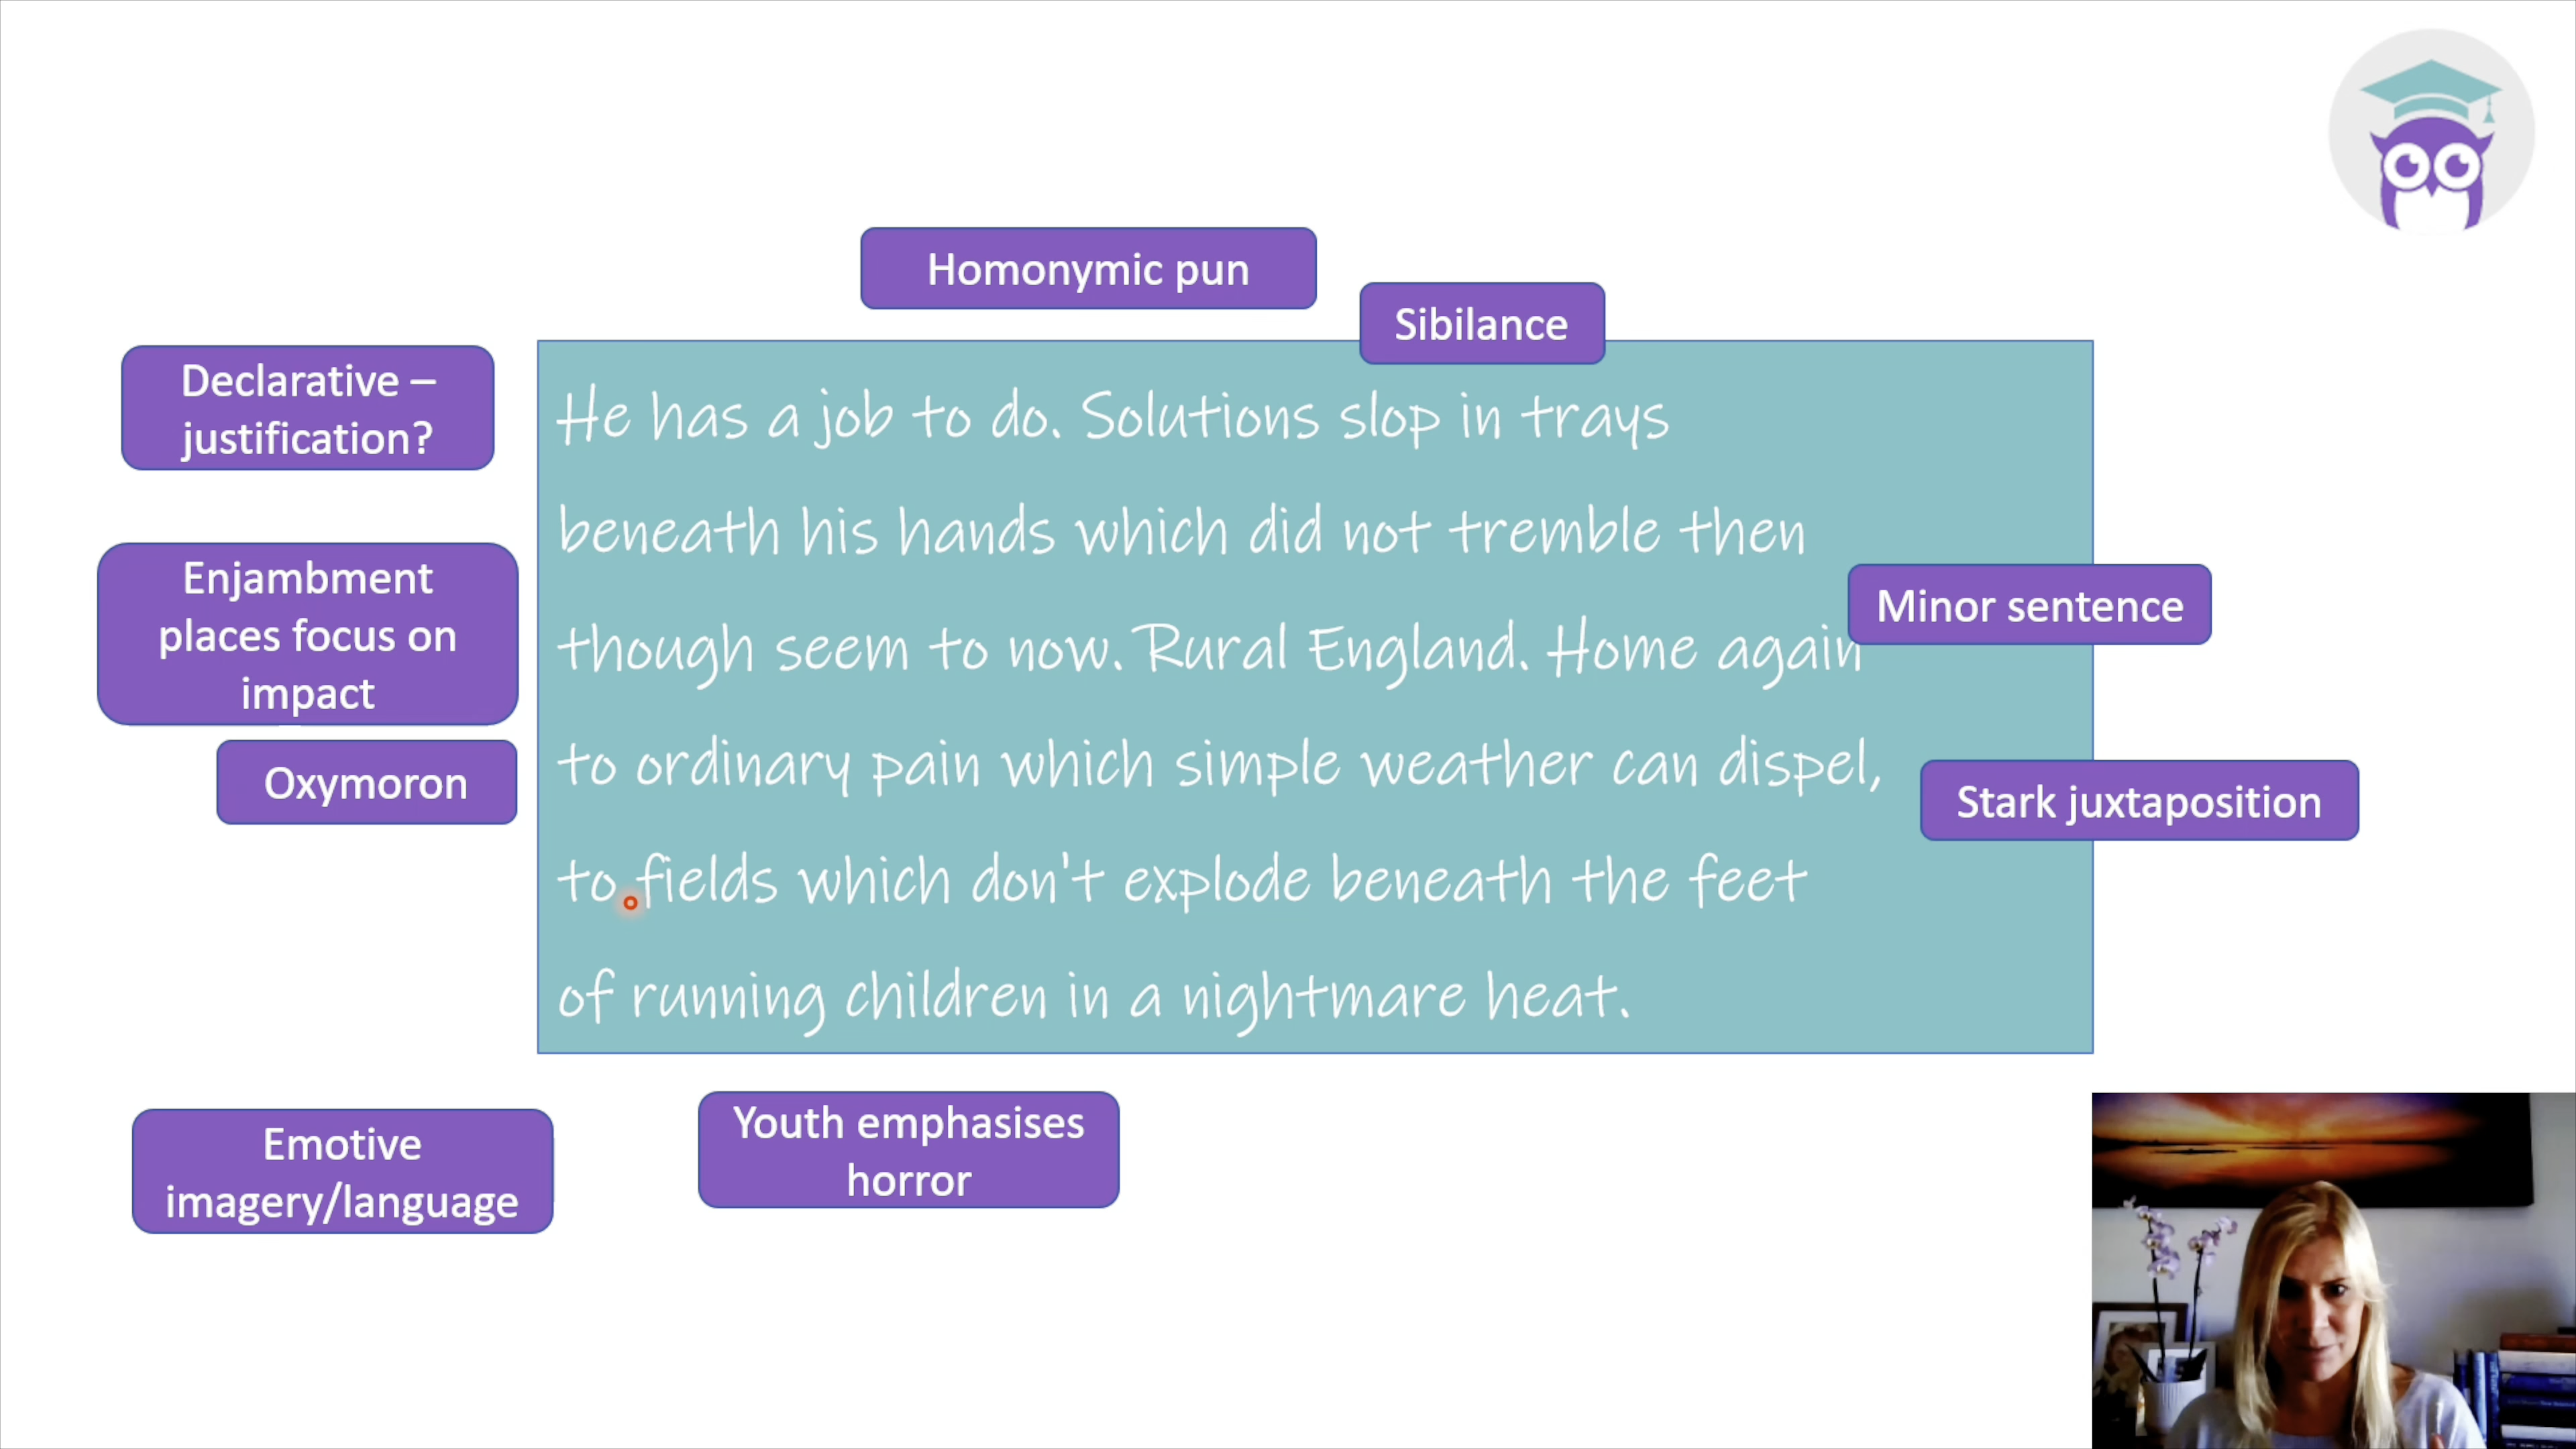 Homonymic pun
Sibilance
Declarative –
justification?
He has a job to do. Solutions slop in trays
beneath his hands which did not tremble then
Enjambment
places focus on
impact
Minor sentence
though seem to now. Rural England. Home again
Oxymoron
to ordinary pain which simple weather can dispel,
Stark juxtaposition
to fields which don't explode beneath the feet
of running children in a nightmare heat.
Emotive
imagery/language
Youth emphasises
horror